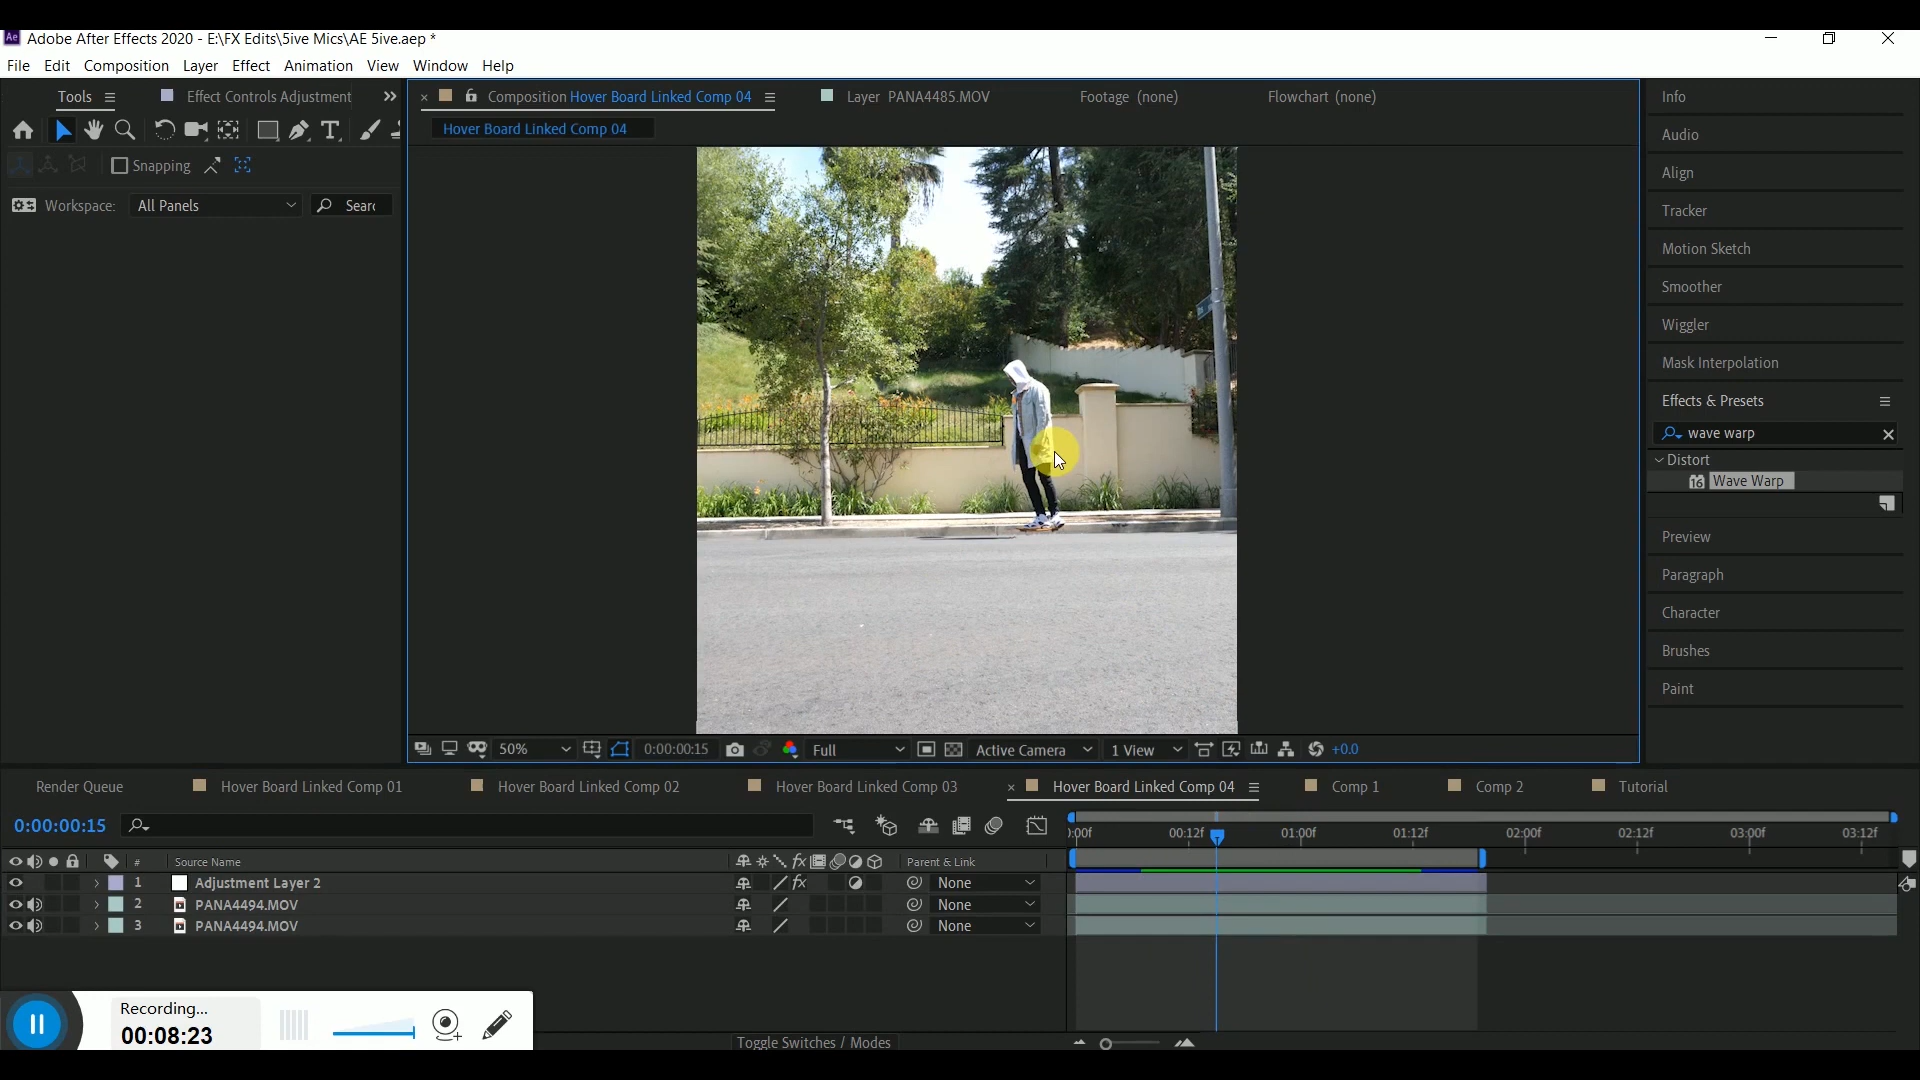 Adobe After Effects 2020 - E:\FX Edits\5ive Mics\AE 5ive.aep *
File Edit Composition Layer Effect Animation View Window Help
Tools Effect Controls Adjustment
Composition Hover Board Linked Comp 04 Layer PANA4485.MOV Footage (none) Flowchart (none)
Hover Board Linked Comp 04
Snapping
Workspace: All Panels Searc
Info
Audio
Align
Tracker
Motion Sketch
Smoother
Wiggler
Mask Interpolation
Effects & Presets
wave warp
Distort
16 Wave Warp
Preview
Paragraph
Character
Brushes
Paint
50% 0:00:00:15 Full Active Camera 1 View +0.0
Render Queue Hover Board Linked Comp 01 Hover Board Linked Comp 02 Hover Board Linked Comp 03 Hover Board Linked Comp 04 Comp 1 Comp 2 Tutorial
0:00:00:15
):00f 00:12f 01:00f 01:12f 02:00f 02:12f 03:00f 03:12f
# Source Name fx Parent & Link
1 Adjustment Layer 2 fx None
2 PANA4494.MOV None
3 PANA4494.MOV None
Recording...
00:08:23
Toggle Switches / Modes